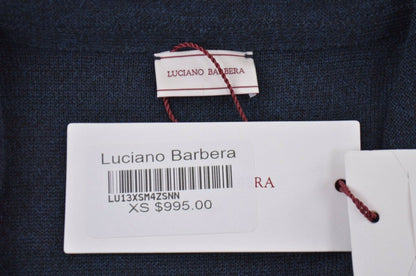 LUCIANO BARBERA
Luciano Barbera
RA
LU13XSM4ZSNN
XS $995.00